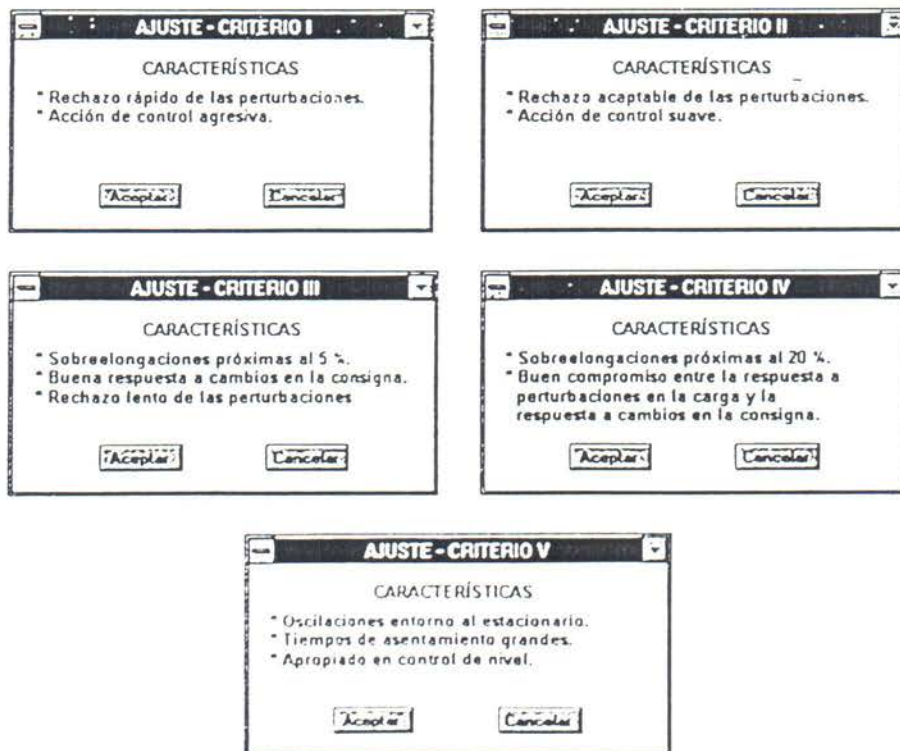 AJUSTE - CRITERIO I
CARACTERÍSTICAS
* Rechazo rápido de las perturbaciones.
* Acción de control agresiva.
Aceptar
Cancelar
AJUSTE - CRITERIO II
CARACTERÍSTICAS
* Rechazo aceptable de las perturbaciones.
* Acción de control suave.
Aceptar
Cancelar
AJUSTE - CRITERIO III
CARACTERÍSTICAS
* Sobreelongaciones próximas al 5 %.
* Buena respuesta a cambios en la consigna.
* Rechazo lento de las perturbaciones
Aceptar
Cancelar
AJUSTE - CRITERIO IV
CARACTERÍSTICAS
* Sobreelongaciones próximas al 20 %.
* Buen compromiso entre la respuesta a
perturbaciones en la carga y la
respuesta a cambios en la consigna.
Aceptar
Cancelar
AJUSTE - CRITERIO V
CARACTERÍSTICAS
* Oscilaciones entorno al estacionario.
* Tiempos de asentamiento grandes.
* Apropiado en control de nivel.
Aceptar
Cancelar